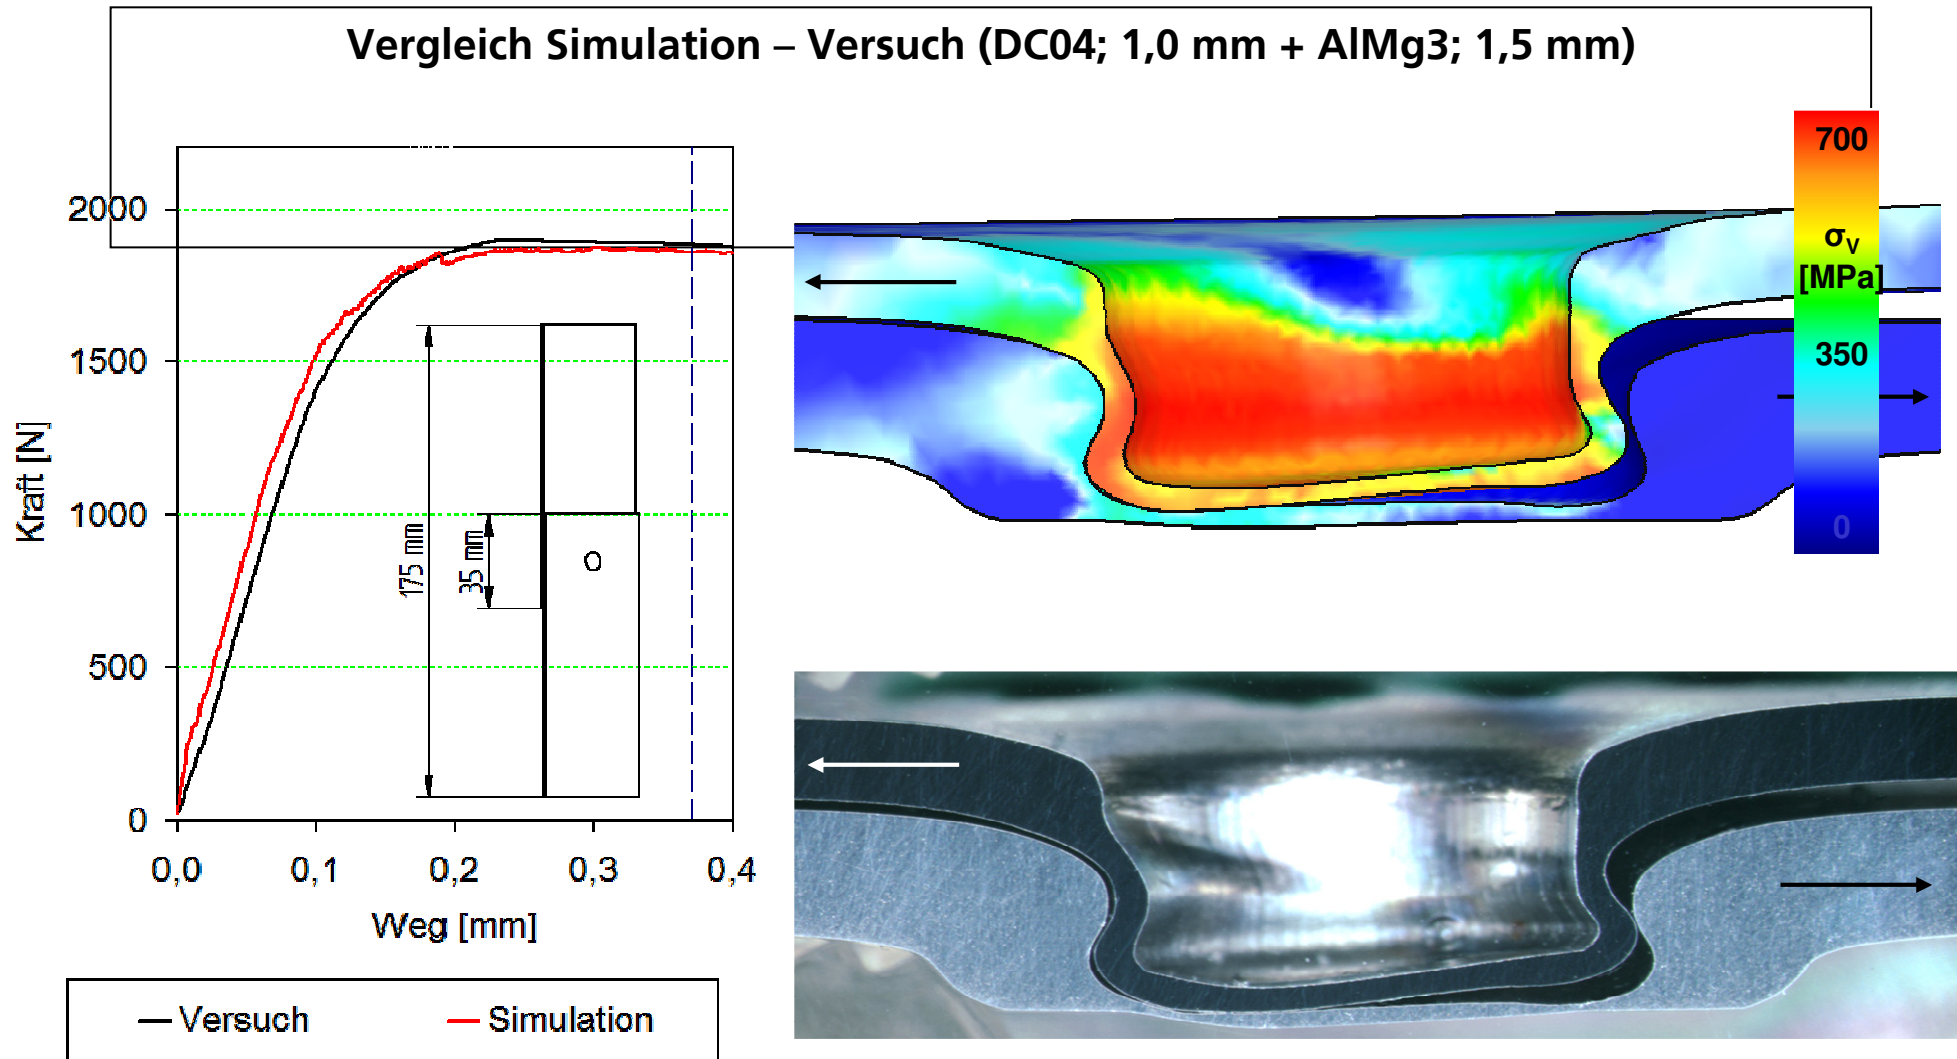 Vergleich Simulation – Versuch (DC04; 1,0 mm + AlMg3; 1,5 mm)
2000
1500
1000
500
0
Kraft [N]
0,0 0,1 0,2 0,3 0,4
Weg [mm]
175 mm
35 mm
Versuch Simulation
700
σV
[MPa]
350
0